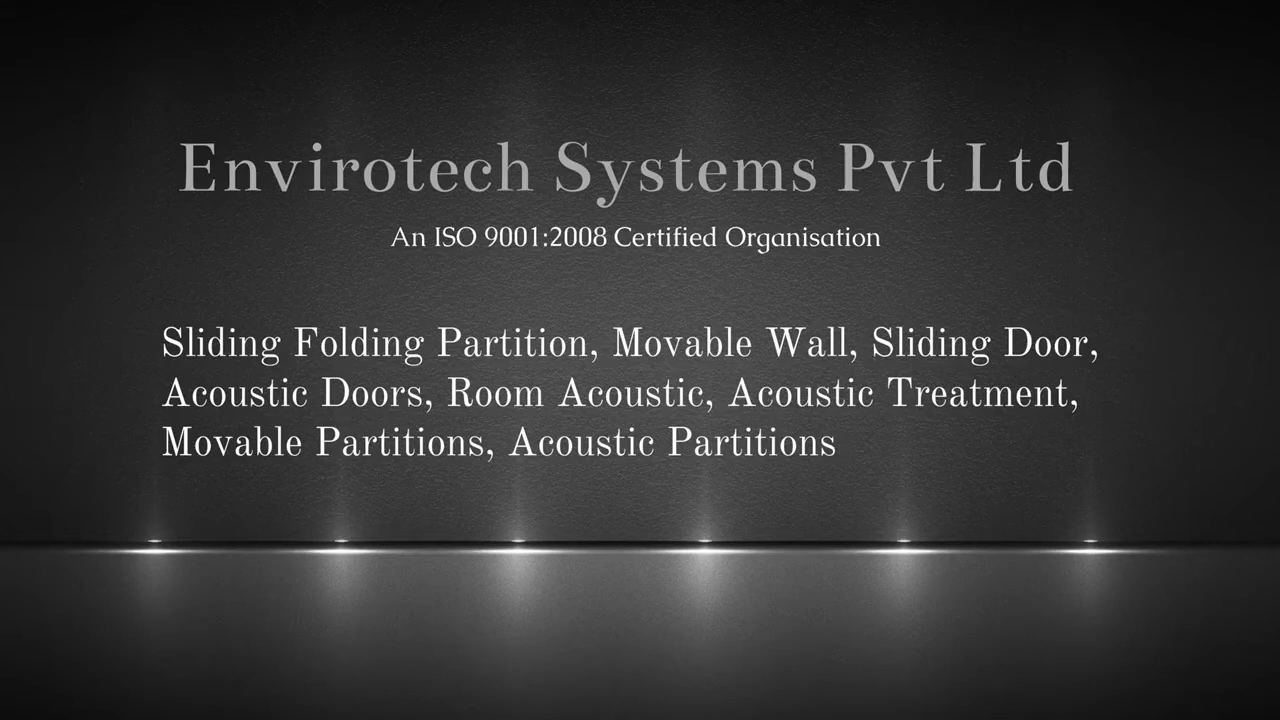 Envirotech Systems Pvt Ltd
An ISO 9001:2008 Certified Organisation
Sliding Folding Partition, Movable Wall, Sliding Door,
Acoustic Doors, Room Acoustic, Acoustic Treatment,
Movable Partitions, Acoustic Partitions